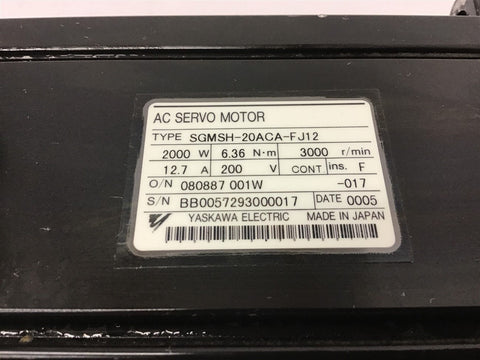 AC SERVO MOTOR
TYPE SGMSH-20ACA-FJ12
2000 W 6.36 N·m 3000 r/min
12.7 A 200 V CONT ins. F
O/N 080887 001W -017
S/N BB0057293000017 DATE 0005
YASKAWA ELECTRIC MADE IN JAPAN